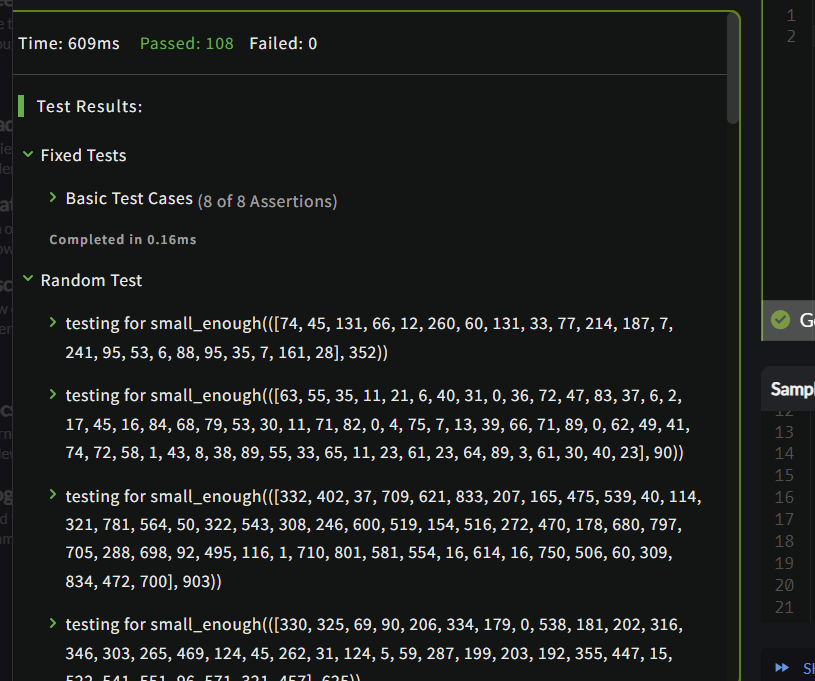 Time: 609ms Passed: 108 Failed: 0
Test Results:
Fixed Tests
Basic Test Cases (8 of 8 Assertions)
Completed in 0.16ms
Random Test
testing for small_enough(([74, 45, 131, 66, 12, 260, 60, 131, 33, 77, 214, 187, 7,
241, 95, 53, 6, 88, 95, 35, 7, 161, 28], 352))
testing for small_enough(([63, 55, 35, 11, 21, 6, 40, 31, 0, 36, 72, 47, 83, 37, 6, 2,
17, 45, 16, 84, 68, 79, 53, 30, 11, 71, 82, 0, 4, 75, 7, 13, 39, 66, 71, 89, 0, 62, 49, 41,
74, 72, 58, 1, 43, 8, 38, 89, 55, 33, 65, 11, 23, 61, 23, 64, 89, 3, 61, 30, 40, 23], 90))
testing for small_enough(([332, 402, 37, 709, 621, 833, 207, 165, 475, 539, 40, 114,
321, 781, 564, 50, 322, 543, 308, 246, 600, 519, 154, 516, 272, 470, 178, 680, 797,
705, 288, 698, 92, 495, 116, 1, 710, 801, 581, 554, 16, 614, 16, 750, 506, 60, 309,
834, 472, 700], 903))
testing for small_enough(([330, 325, 69, 90, 206, 334, 179, 0, 538, 181, 202, 316,
346, 303, 265, 469, 124, 45, 262, 31, 124, 5, 59, 287, 199, 203, 192, 355, 447, 15,
522, 541, 551, 96, 571, 321, 457], 625))
1
2
Sampl
12
13
14
15
16
17
18
19
20
21